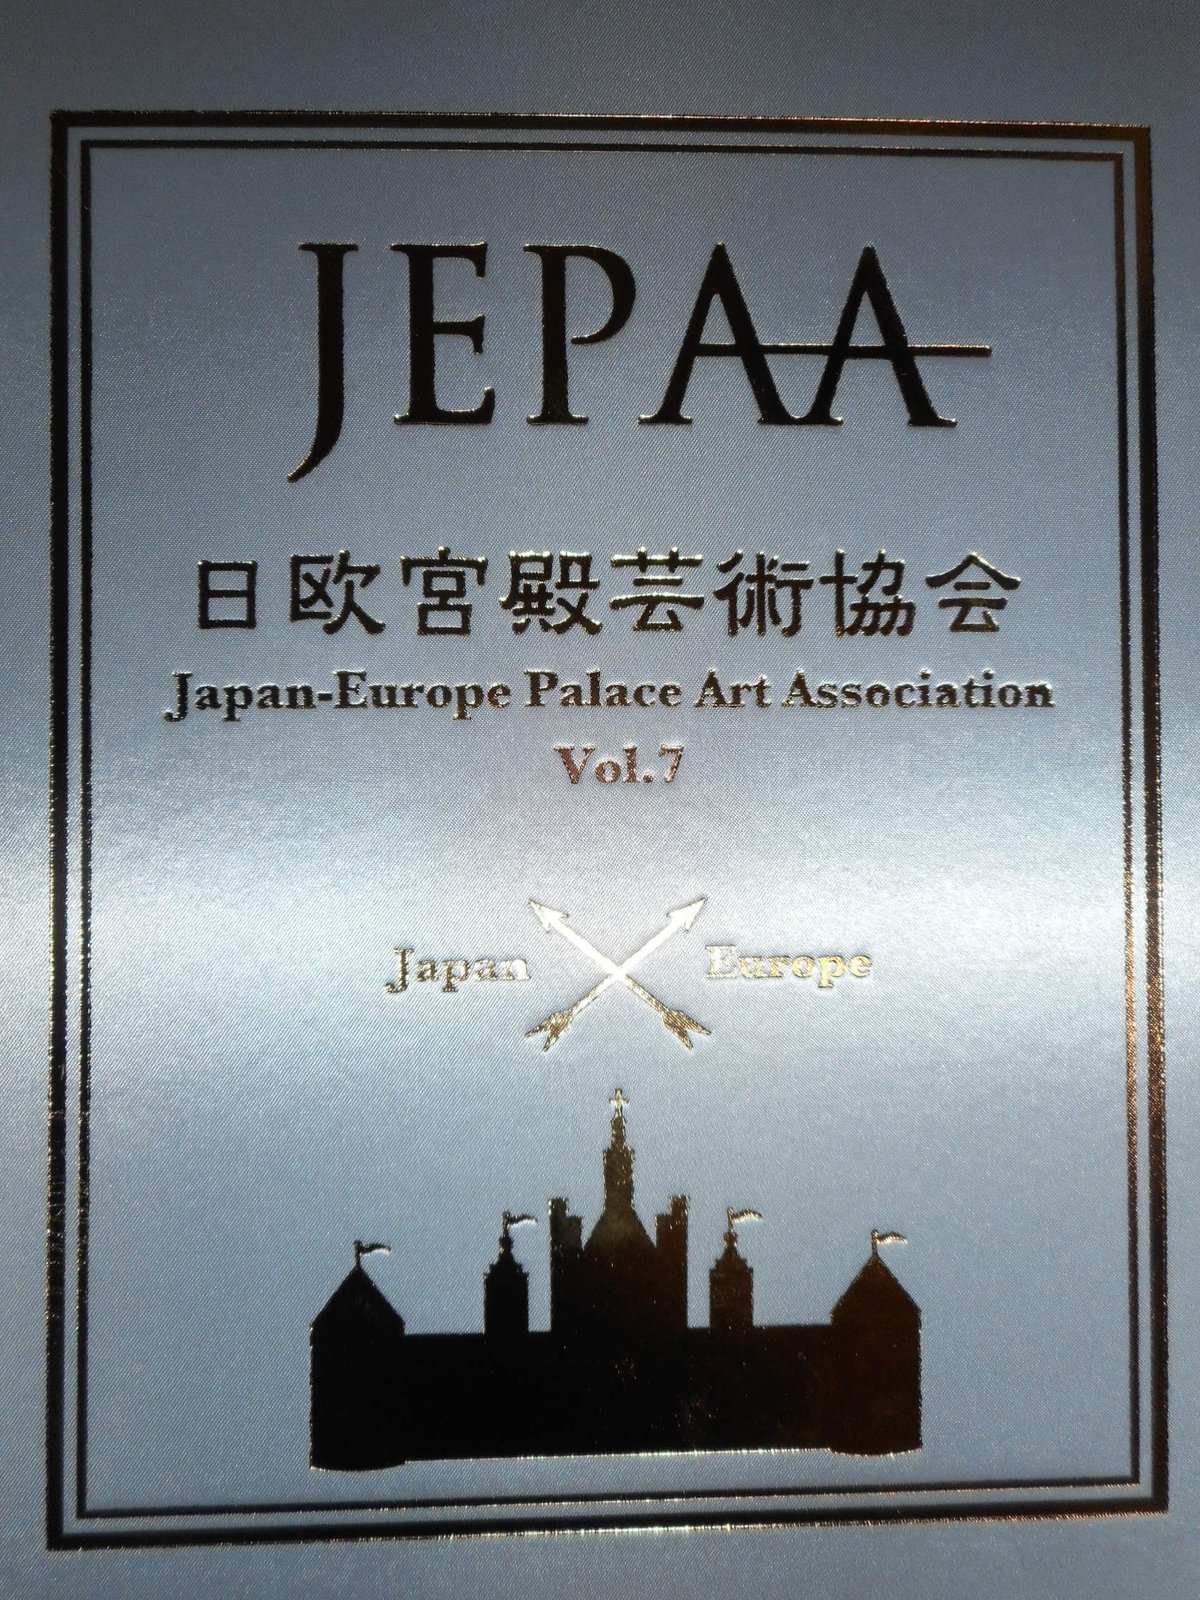 JEPAA
日欧宮殿芸術協会
Japan-Europe Palace Art Association
Vol.7
Japan Europe